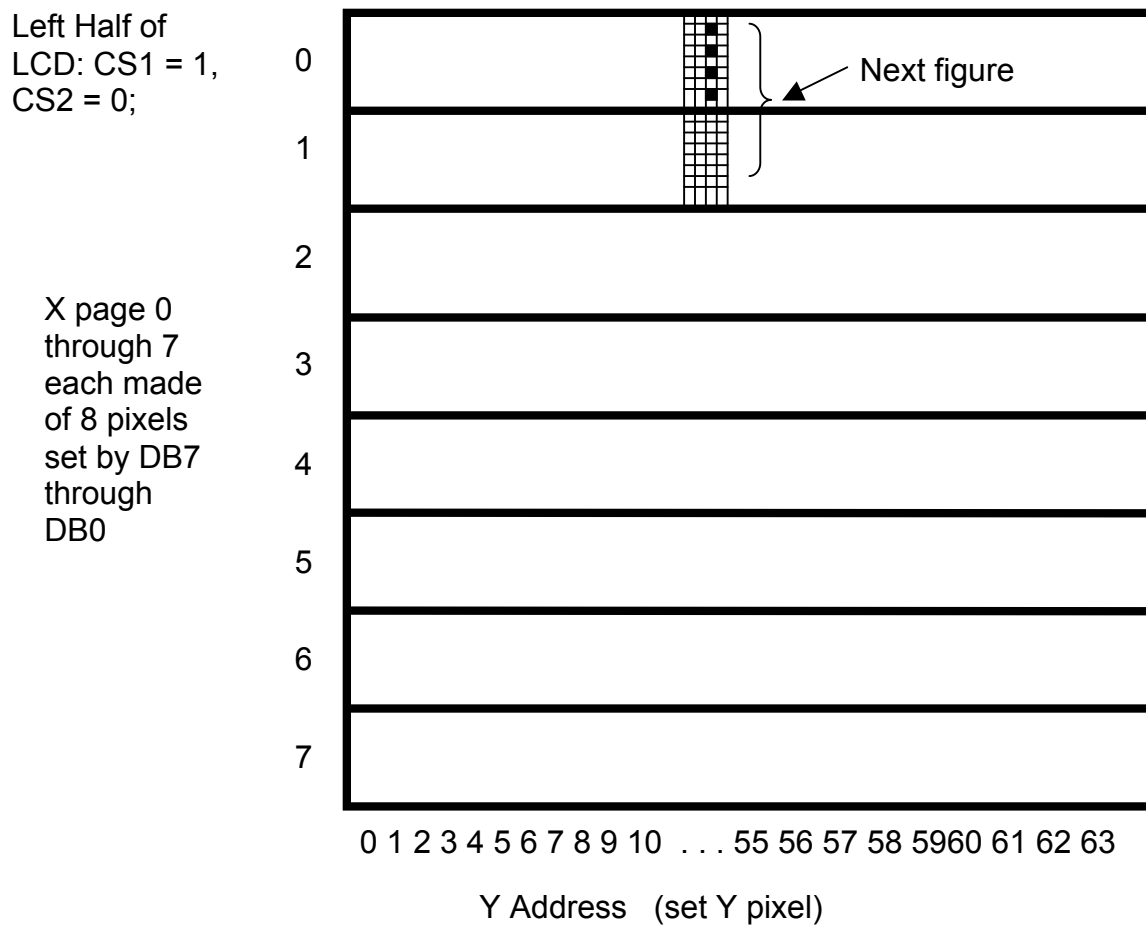 Left Half of
LCD: CS1 = 1,
CS2 = 0;
0
Next figure
1
2
X page 0
through 7
each made
of 8 pixels
set by DB7
through
DB0
3
4
5
6
7
0 1 2 3 4 5 6 7 8 9 10 . . . 55 56 57 58 5960 61 62 63
Y Address (set Y pixel)